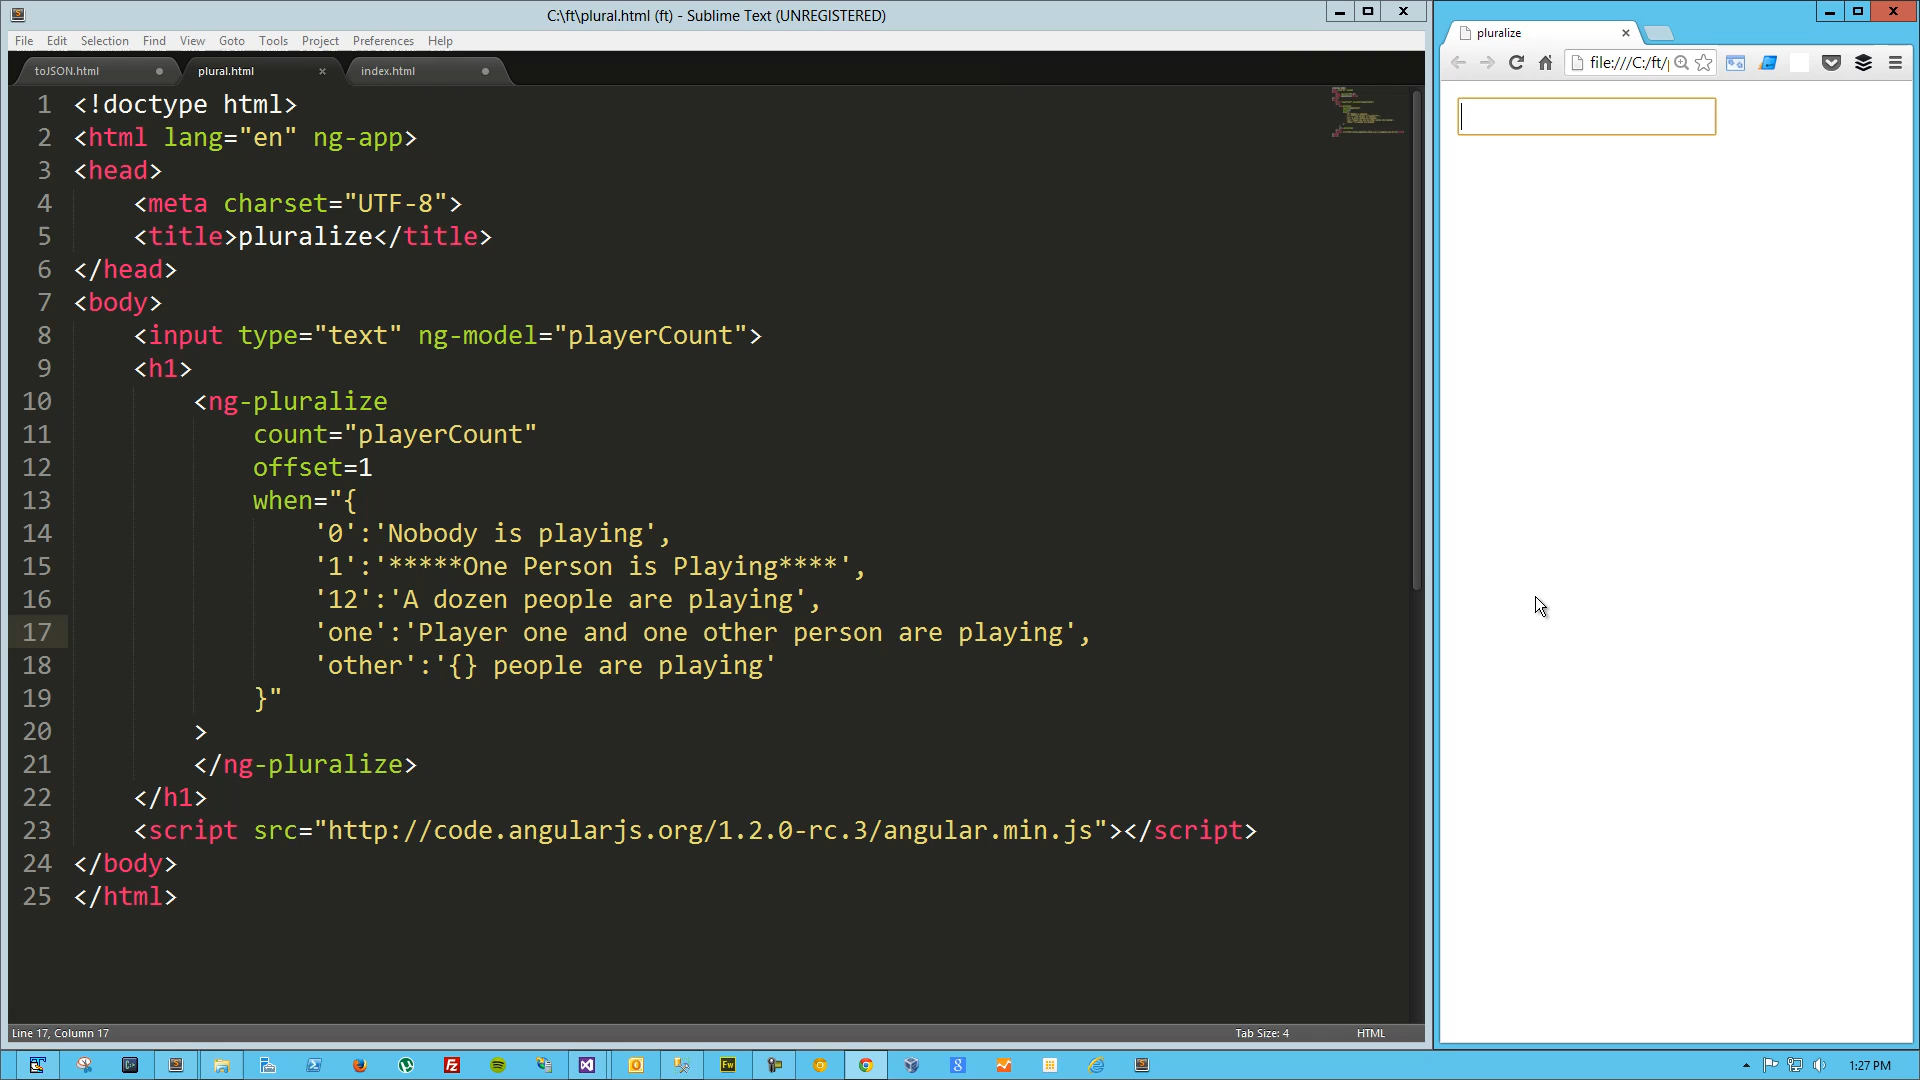 C:\ft\plural.html (ft) - Sublime Text (UNREGISTERED)
File Edit Selection Find View Goto Tools Project Preferences Help
toJSON.html plural.html index.html
1 <!doctype html>
2 <html lang="en" ng-app>
3 <head>
4 <meta charset="UTF-8">
5 <title>pluralize</title>
6 </head>
7 <body>
8 <input type="text" ng-model="playerCount">
9 <h1>
10 <ng-pluralize
11 count="playerCount"
12 offset=1
13 when="{
14 '0':'Nobody is playing',
15 '1':'*****One Person is Playing****',
16 '12':'A dozen people are playing',
17 'one':'Player one and one other person are playing',
18 'other':'{} people are playing'
19 }"
20 >
21 </ng-pluralize>
22 </h1>
23 <script src="http://code.angularjs.org/1.2.0-rc.3/angular.min.js"></script>
24 </body>
25 </html>
Line 17, Column 17
Tab Size: 4 HTML
pluralize
file:///C:/ft/
1:27 PM